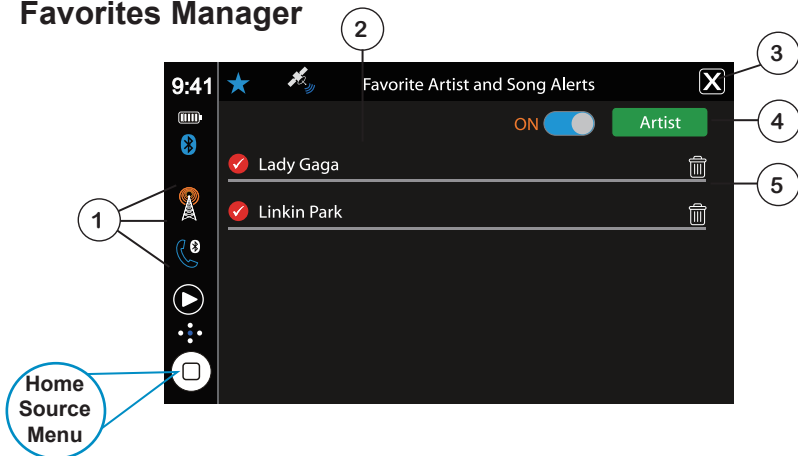 Favorites Manager
2
3
9:41 Favorite Artist and Song Alerts X
ON Artist 4
Lady Gaga
5
Linkin Park
1
Home
Source
Menu